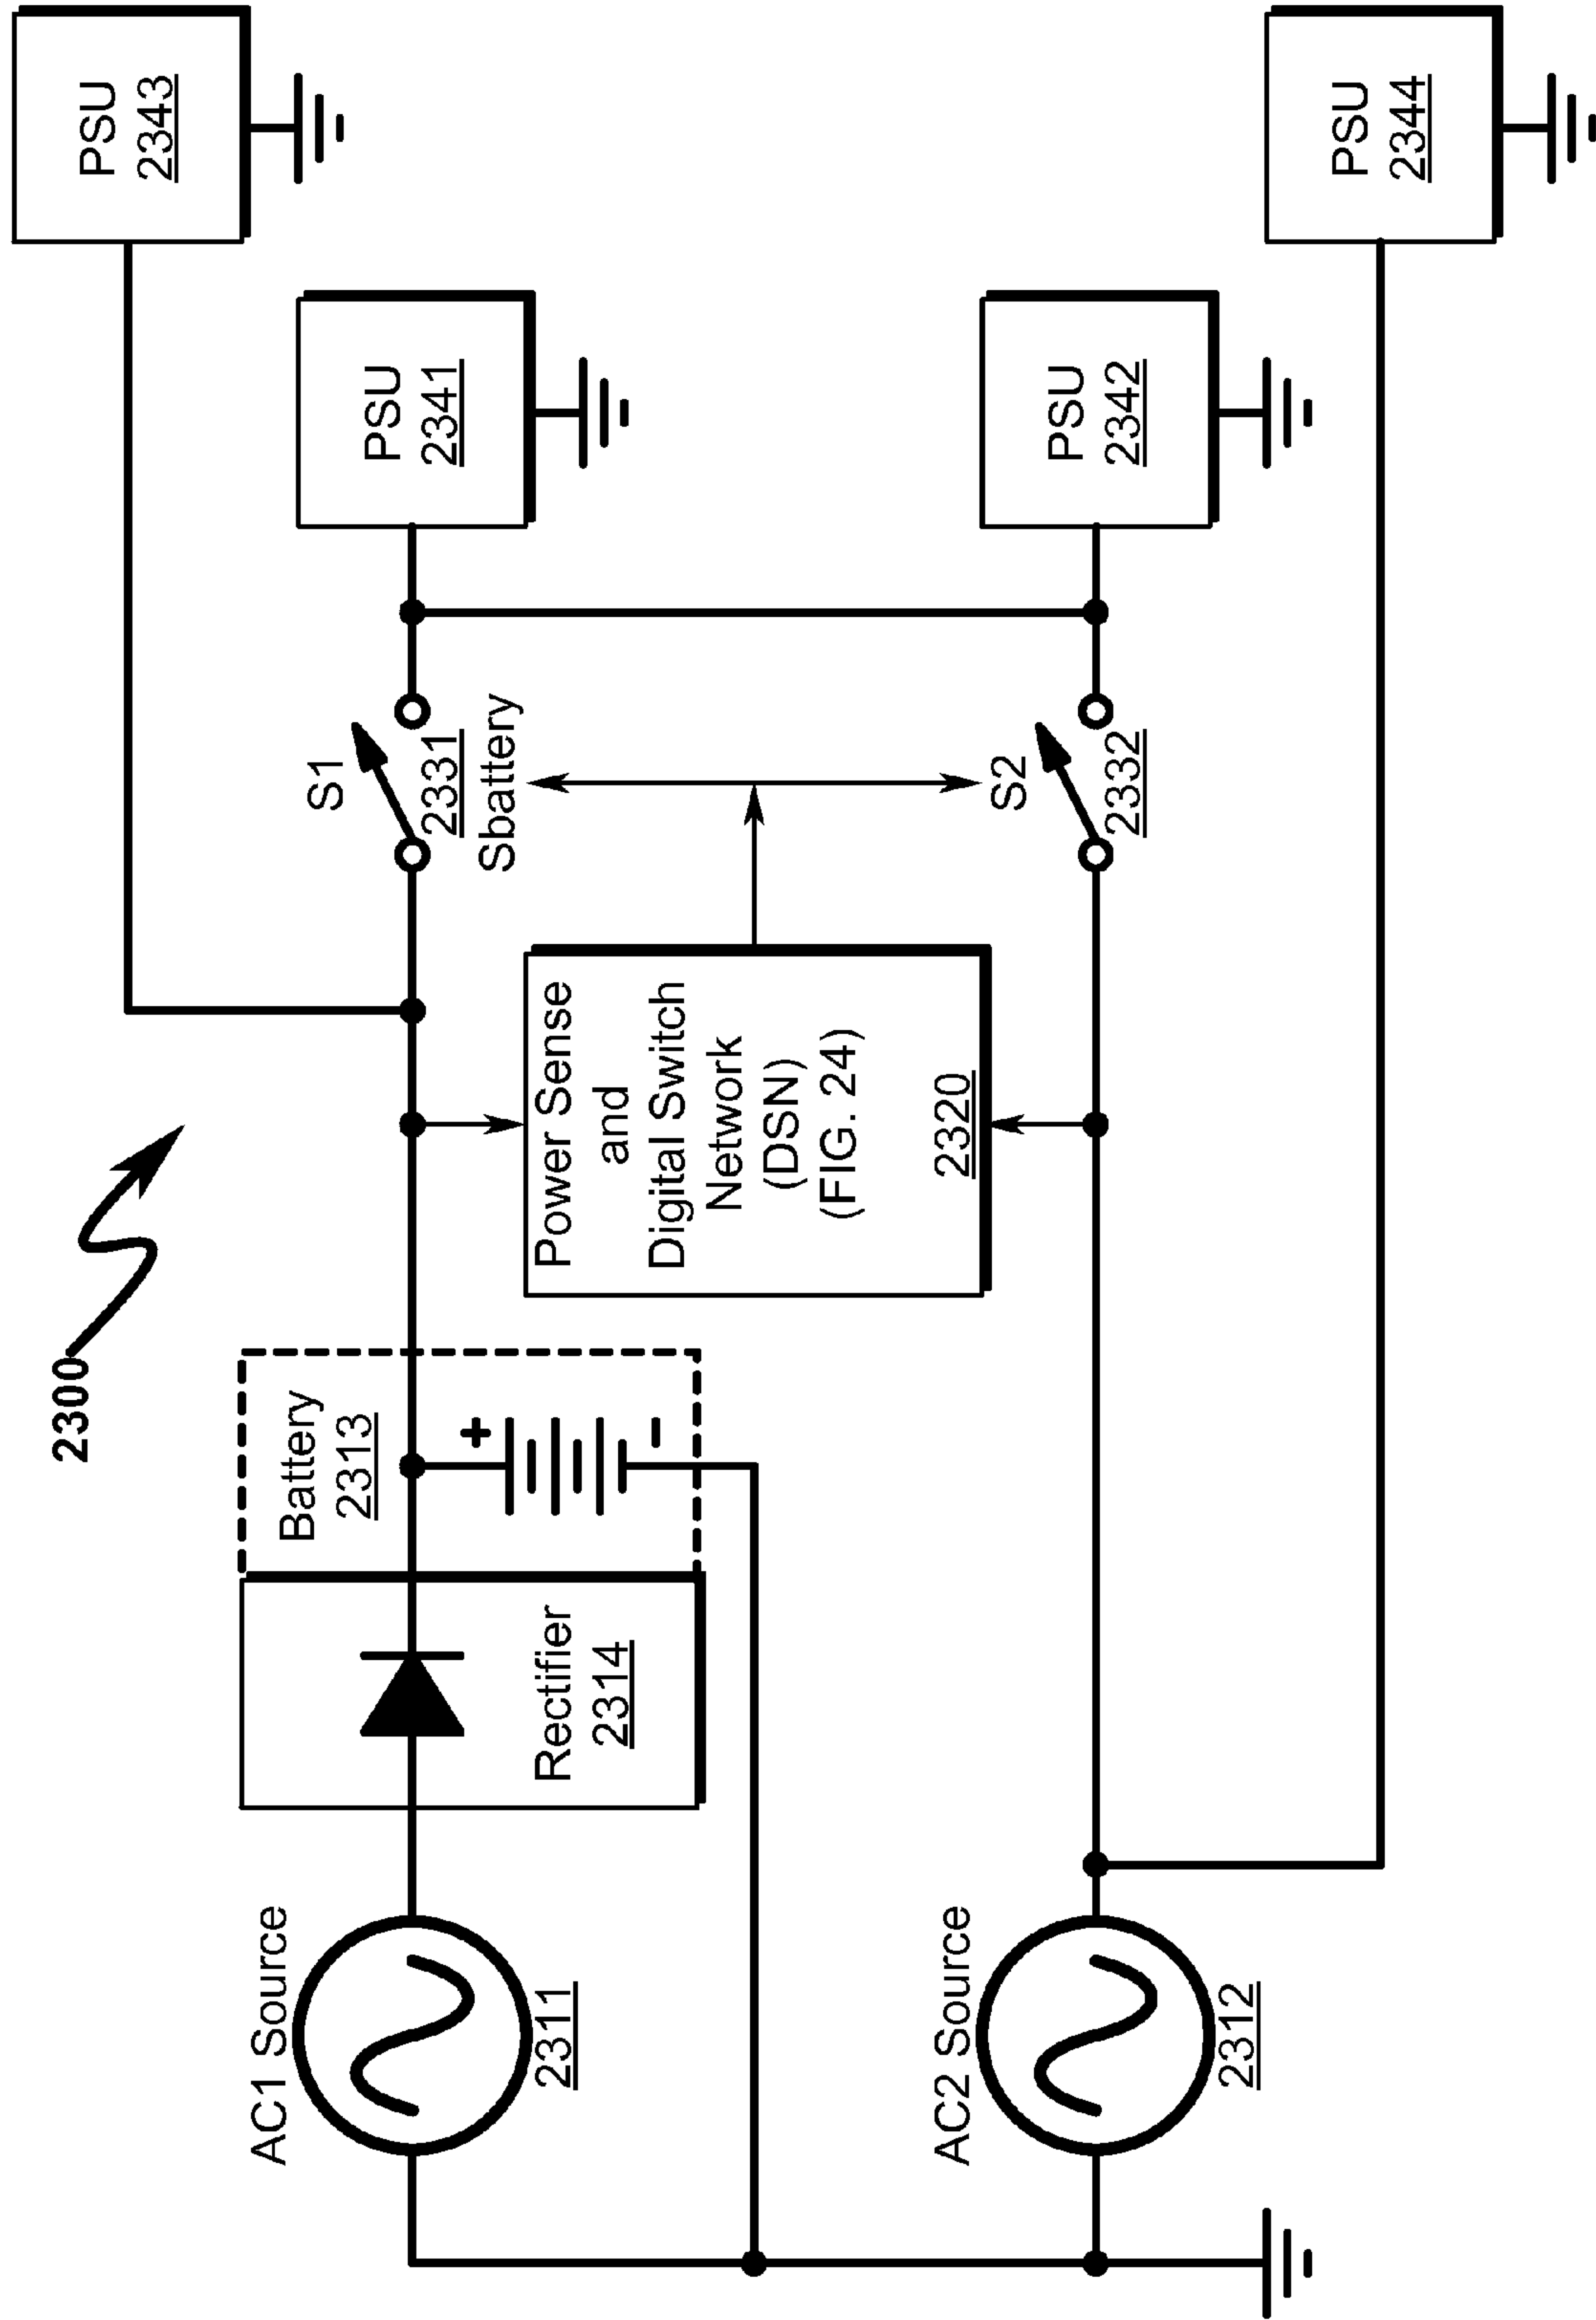 2300
PSU
2343
AC1 Source
2311
Rectifier
2314
Battery
2313
+
-
S1
2331
Sbattery
PSU
2341
Power Sense
and
Digital Switch
Network
(DSN)
(FIG. 24)
2320
AC2 Source
2312
S2
2332
PSU
2342
PSU
2344